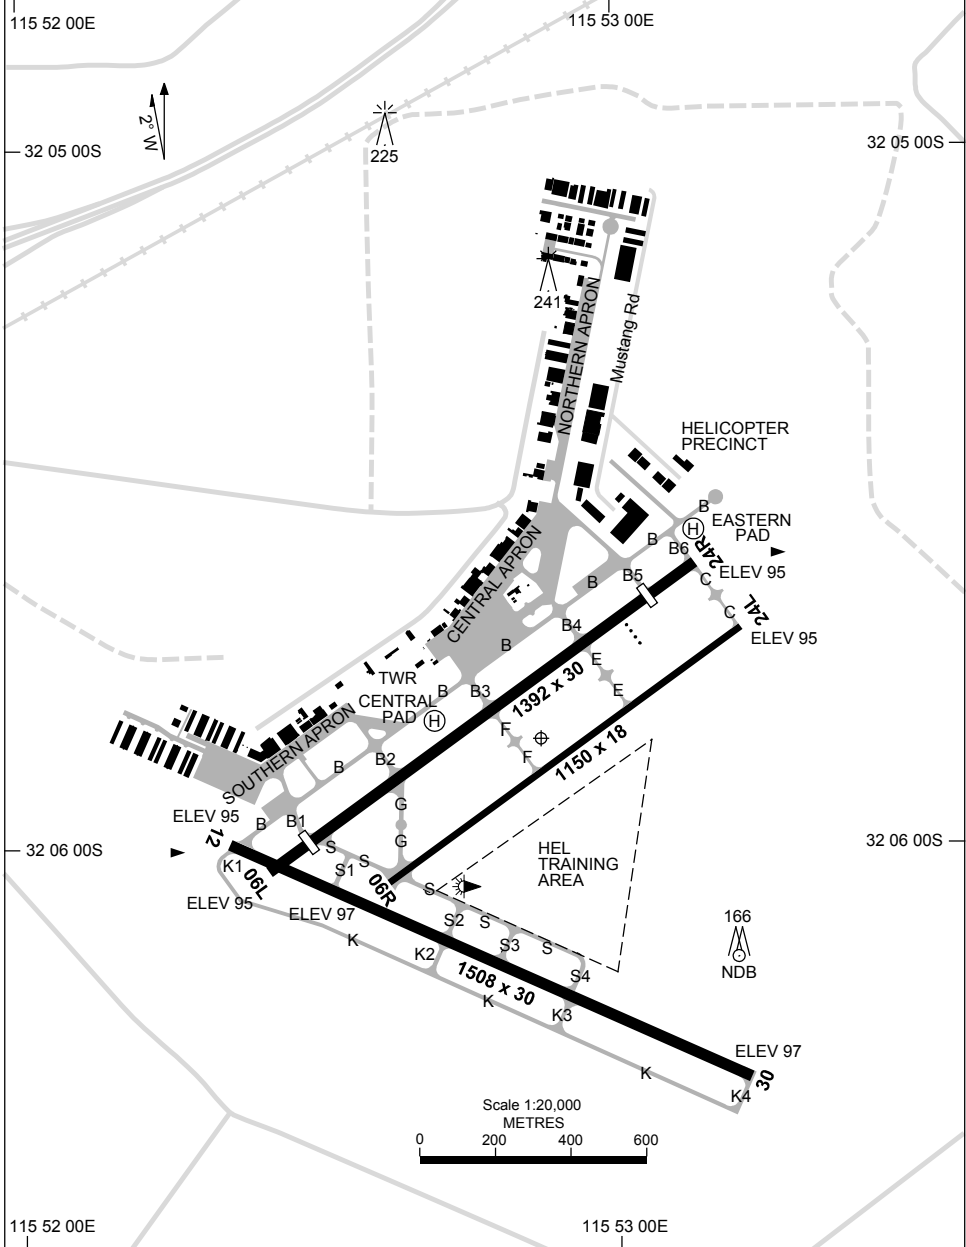 115 52 00E
115 53 00E
32 05 00S
32 05 00S
2° W
225
241
NORTHERN APRON
Mustang Rd
HELICOPTER
PRECINCT
B
EASTERN
PAD
H
B
B6
24R
ELEV 95
CENTRAL APRON
B5
B
C
C
24L
ELEV 95
B4
B
E
E
TWR
CENTRAL
PAD
H
B
B3
1392 x 30
F
F
1150 x 18
SOUTHERN APRON
B
B2
G
G
ELEV 95
12
B
B1
S
S
S1
K1
06L
06R
S
HEL
TRAINING
AREA
32 06 00S
32 06 00S
ELEV 95
ELEV 97
K
K2
S2
S
S3
S
S4
1508 x 30
K
K3
K
166
NDB
ELEV 97
30
K4
Scale 1:20,000
METRES
0 200 400 600
115 52 00E
115 53 00E